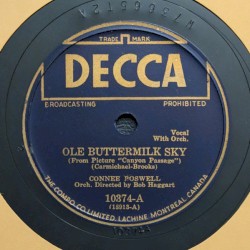 TRADE MARK
DECCA
BROADCASTING PROHIBITED
Vocal
With Orch.
OLE BUTTERMILK SKY
(From Picture "Canyon Passage")
(Carmichael-Brooks)
CONNEE BOSWELL
Orch. Directed by Bob Haggart
10374-A
(15015-A)
THE COMPO CO. LIMITED, LACHINE MONTREAL CANADA